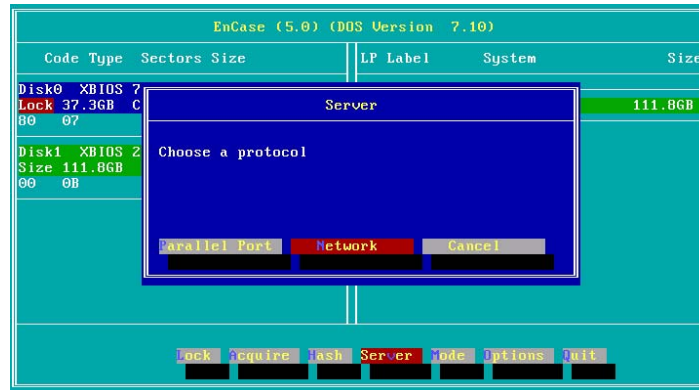 EnCase (5.0) (DOS Version 7.10)
Code Type Sectors Size LP Label System Size
Disk0 XBIOS 7
Lock 37.3GB C
80 07
Disk1 XBIOS 2
Size 111.8GB
00 0B
111.8GB
Server
Choose a protocol
Parallel Port Network Cancel
Lock Acquire Hash Server Mode Options Quit